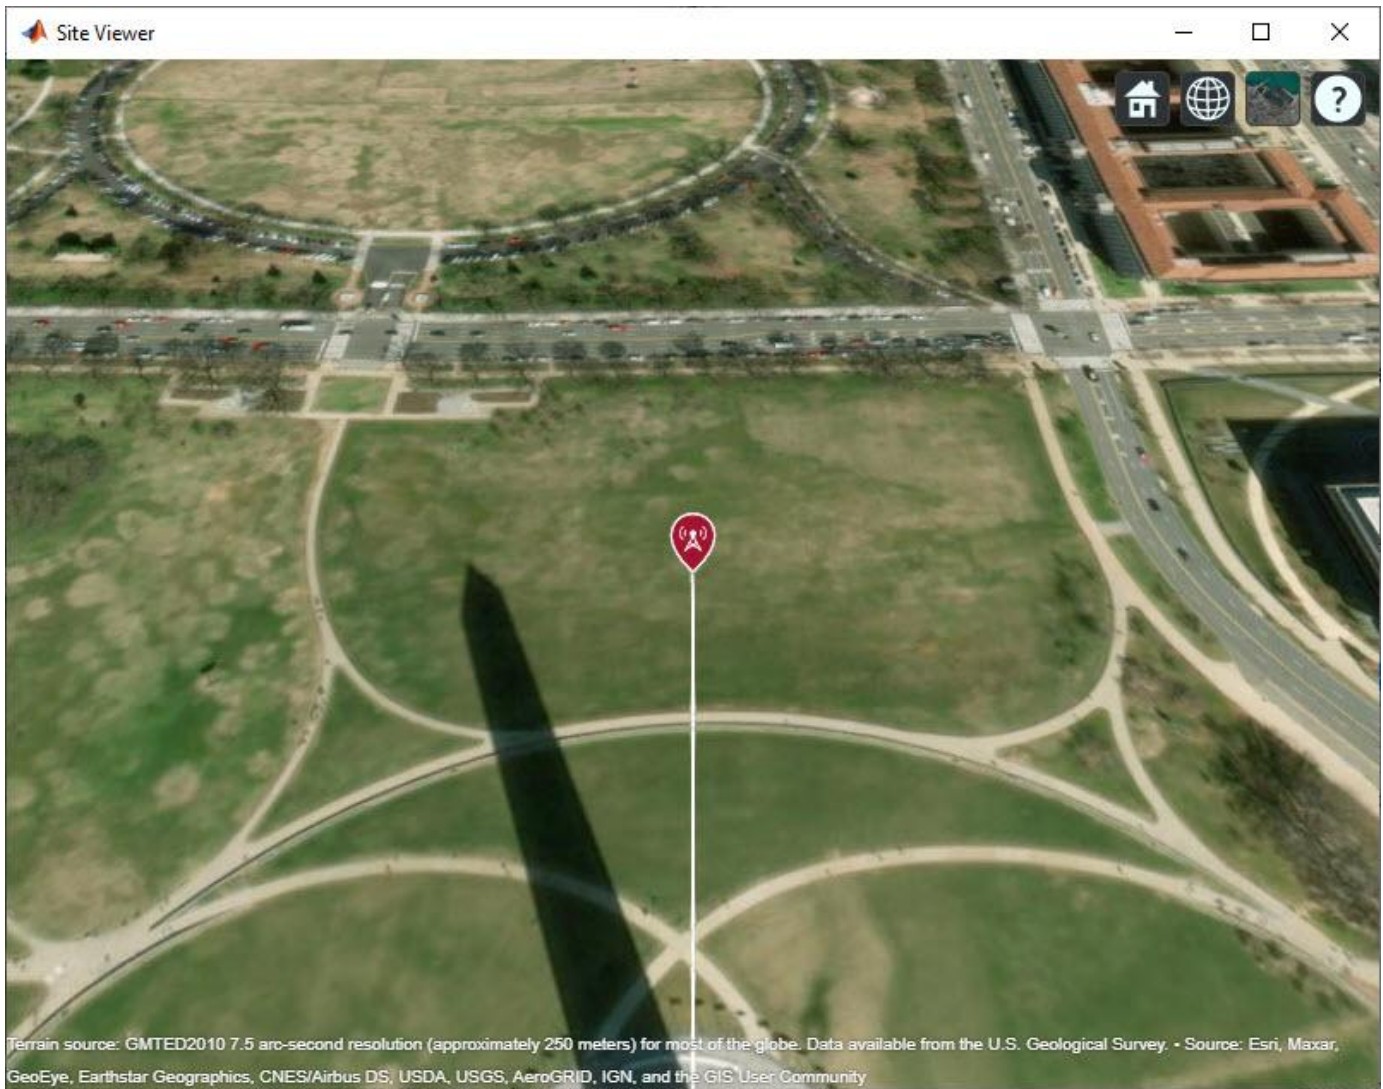 Site Viewer
?
Terrain source: GMTED2010 7.5 arc-second resolution (approximately 250 meters) for most of the globe. Data available from the U.S. Geological Survey. • Source: Esri, Maxar,
GeoEye, Earthstar Geographics, CNES/Airbus DS, USDA, USGS, AeroGRID, IGN, and the GIS User Community